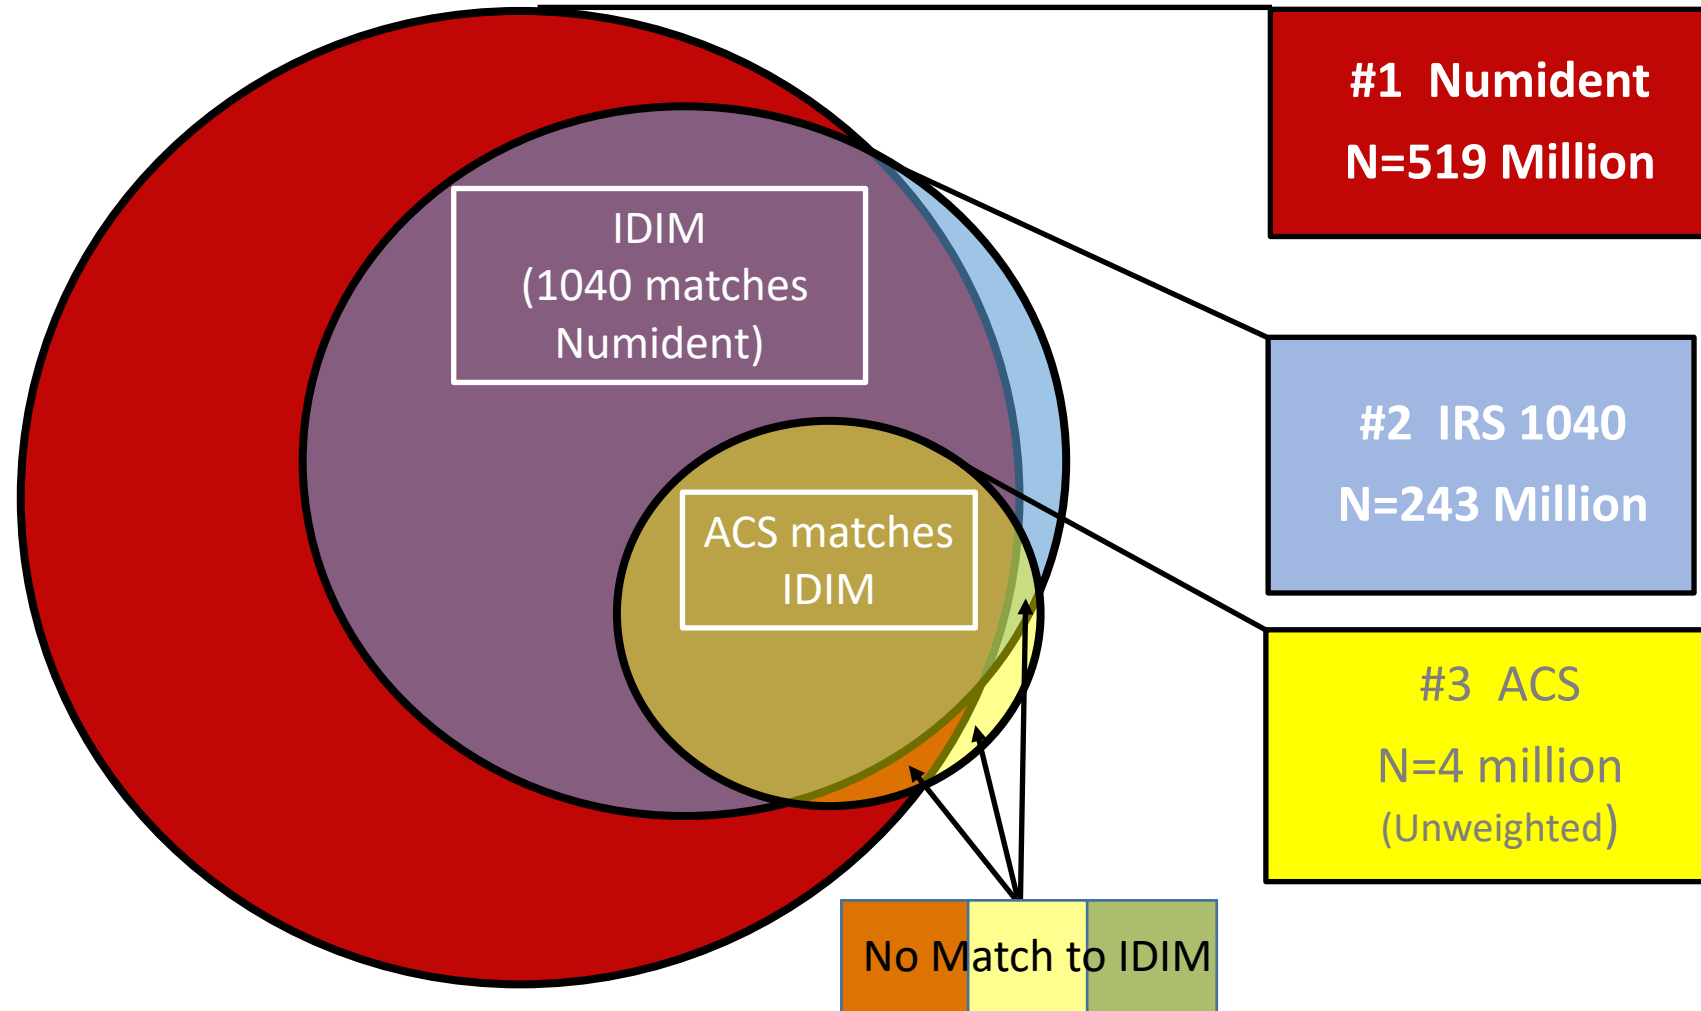 #1 Numident
N=519 Million
IDIM
(1040 matches
Numident)
#2 IRS 1040
N=243 Million
ACS matches
IDIM
#3 ACS
N=4 million
(Unweighted)
No Match to IDIM